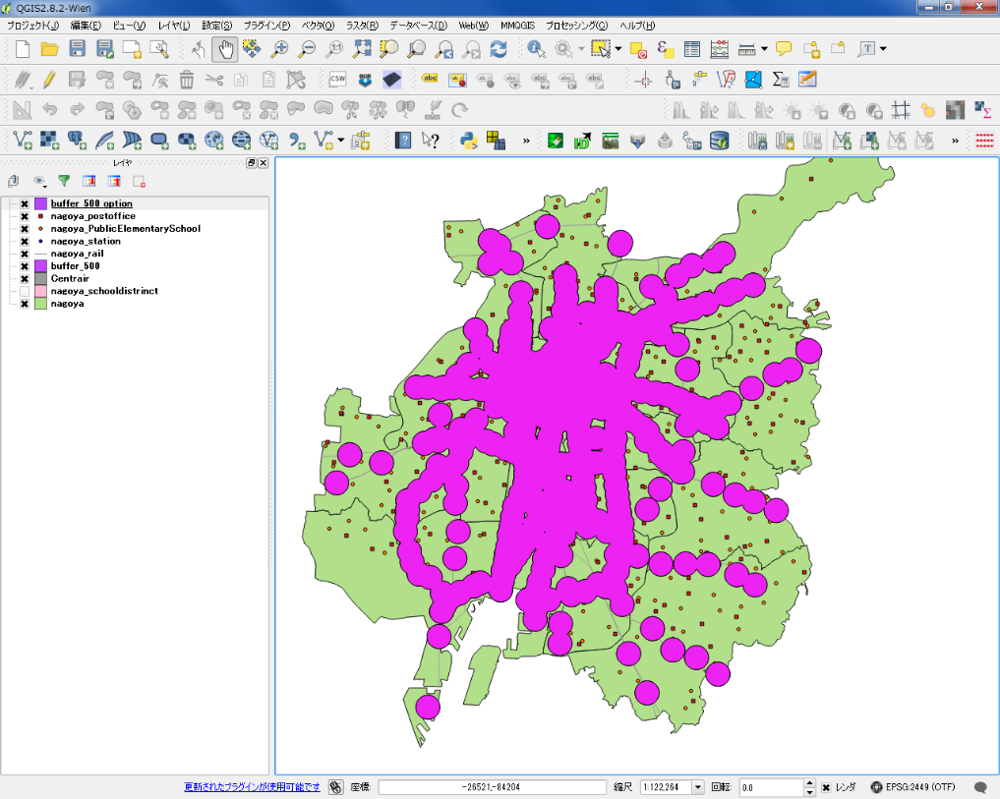 QGIS2.8.2-Wien
プロジェクト(J) 編集(E) ビュー(V) レイヤ(L) 設定(S) プラグイン(P) ベクタ(O) ラスタ(R) データベース(D) Web(W) MMQGIS プロセッシング(C) ヘルプ(H)
レイヤ
buffer_500_option
nagoya_postoffice
nagoya_PublicElementarySchool
nagoya_station
nagoya_rail
buffer_500
Centrair
nagoya_schooldistrinct
nagoya
更新されたプラグインが使用可能です 座標: -26521,-84204 縮尺 1:122,264 回転: 0.0 レンダ EPSG:2449 (OTF)